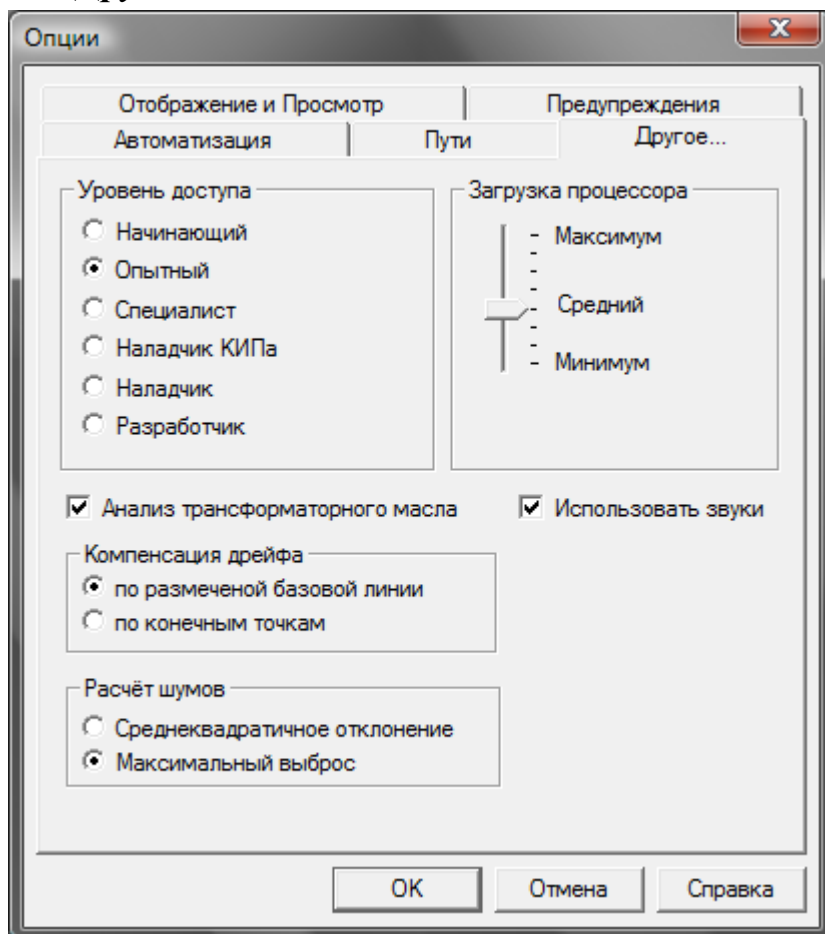 Опции
Отображение и Просмотр
Предупреждения
Автоматизация
Пути
Другое...
Уровень доступа
Начинающий
Опытный
Специалист
Наладчик КИПа
Наладчик
Разработчик
Загрузка процессора
Максимум
Средний
Минимум
Анализ трансформаторного масла
Использовать звуки
Компенсация дрейфа
по размеченой базовой линии
по конечным точкам
Расчёт шумов
Среднеквадратичное отклонение
Максимальный выброс
OK
Отмена
Справка